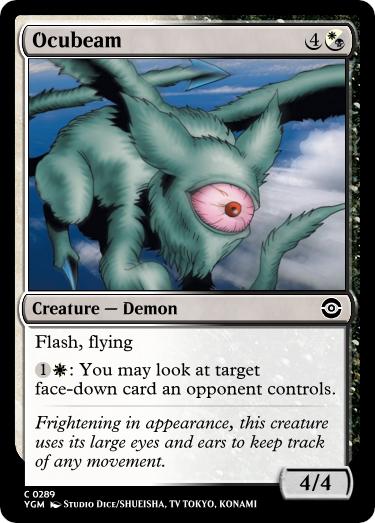 Ocubeam 4
Creature — Demon
Flash, flying
1: You may look at target
face-down card an opponent controls.
Frightening in appearance, this creature
uses its large eyes and ears to keep track
of any movement.
4/4
C 0289
YGM Studio Dice/SHUEISHA, TV TOKYO, KONAMI